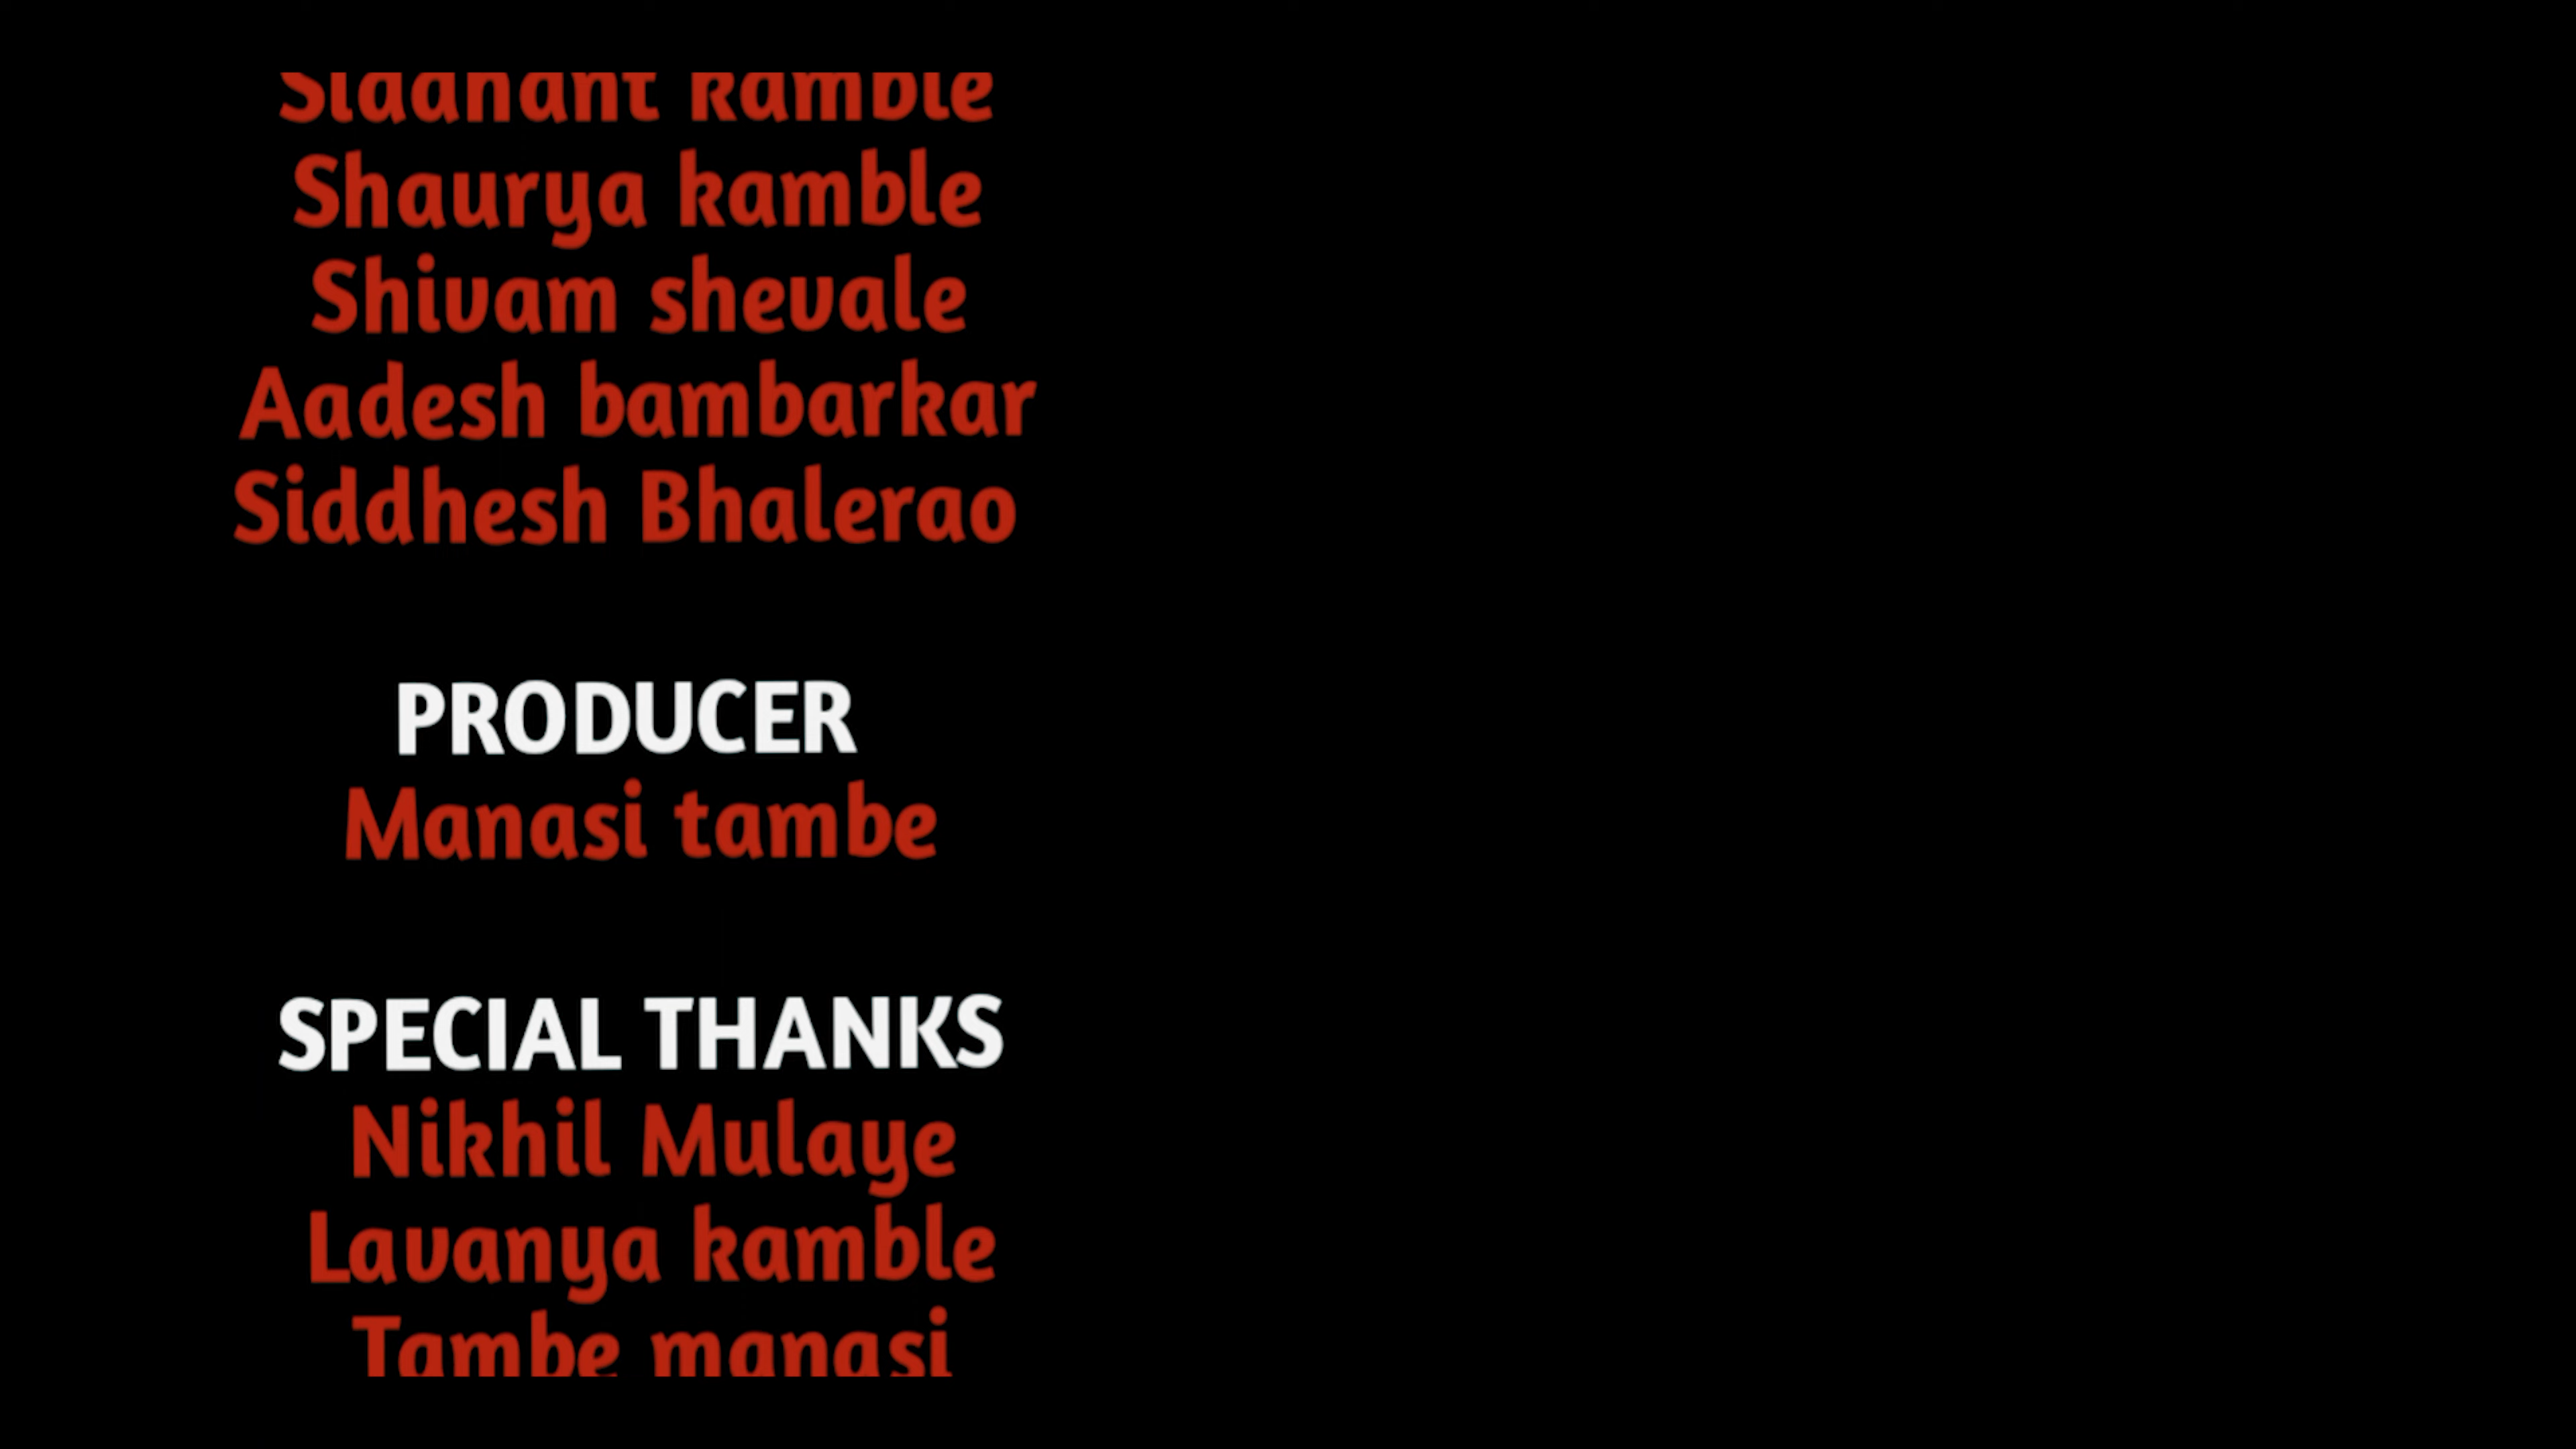 kamble
Shaurya kamble
Shivam shevale
Aadesh bambarkar
Siddhesh Bhalerao
PRODUCER
Manasi tambe
SPECIAL THANKS
Nikhil Mulaye
Lavanya kamble
Tambe manasi